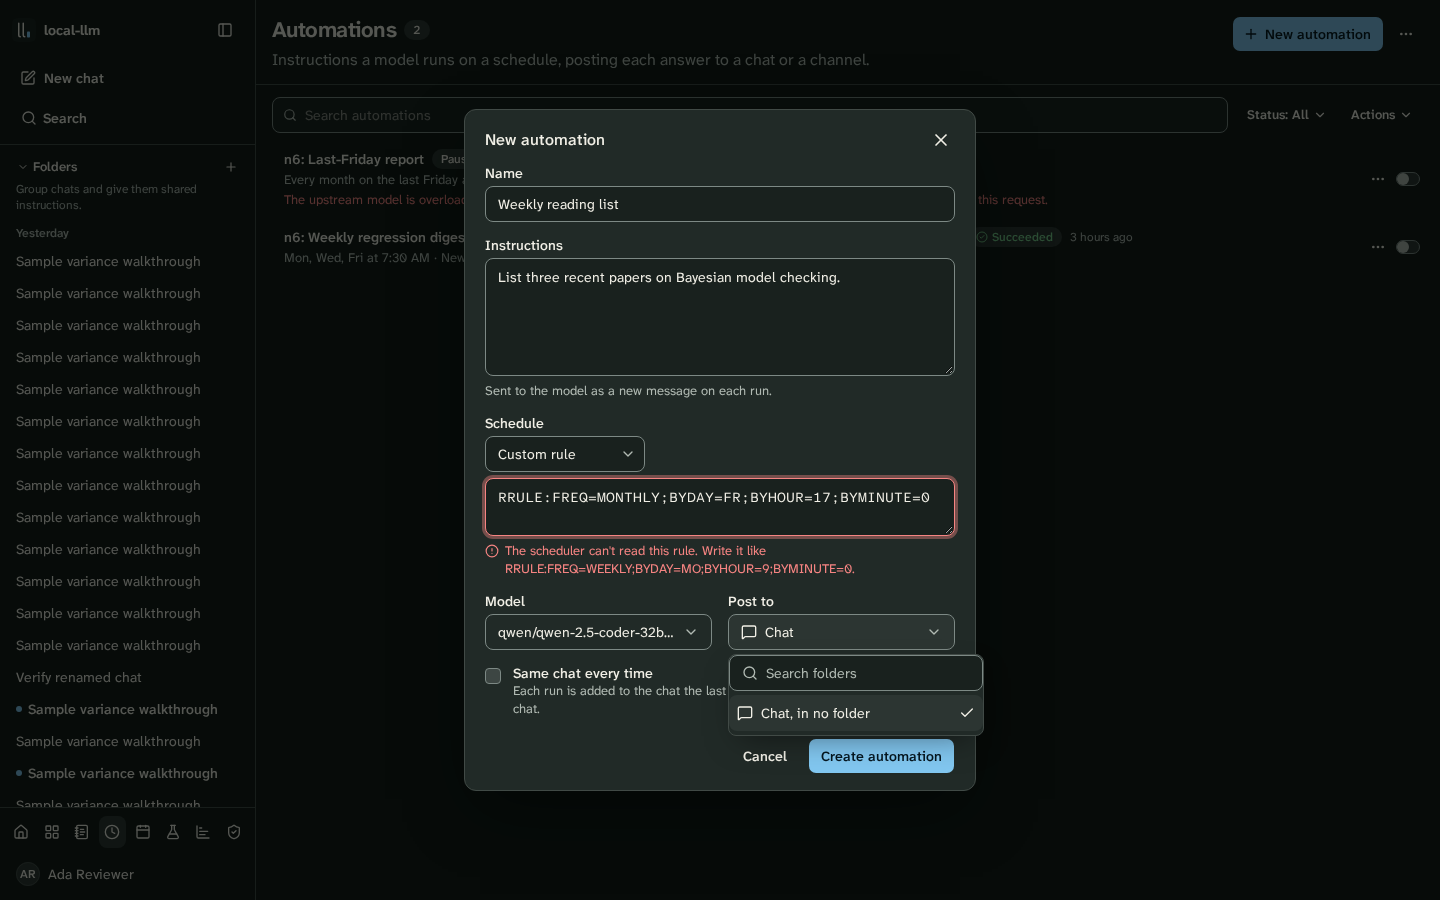 local-llm
New chat
Search
Folders
Group chats and give them shared
instructions.
Yesterday
Sample variance walkthrough
Sample variance walkthrough
Sample variance walkthrough
Sample variance walkthrough
Sample variance walkthrough
Sample variance walkthrough
Sample variance walkthrough
Sample variance walkthrough
Sample variance walkthrough
Sample variance walkthrough
Sample variance walkthrough
Sample variance walkthrough
Sample variance walkthrough
Verify renamed chat
Sample variance walkthrough
Sample variance walkthrough
Sample variance walkthrough
Sample variance walkthrough
AR Ada Reviewer
Automations 2
Instructions a model runs on a schedule, posting each answer to a chat or a channel.
New automation
Search automations
Status: All
Actions
n6: Last-Friday report Paus
Every month on the last Friday a
The upstream model is overloa this request.
n6: Weekly regression diges Succeeded 3 hours ago
Mon, Wed, Fri at 7:30 AM · New
New automation
Name
Weekly reading list
Instructions
List three recent papers on Bayesian model checking.
Sent to the model as a new message on each run.
Schedule
Custom rule
RRULE:FREQ=MONTHLY;BYDAY=FR;BYHOUR=17;BYMINUTE=0
The scheduler can't read this rule. Write it like
RRULE:FREQ=WEEKLY;BYDAY=MO;BYHOUR=9;BYMINUTE=0.
Model
qwen/qwen-2.5-coder-32b...
Post to
Chat
Search folders
Chat, in no folder
Same chat every time
Each run is added to the chat the last
chat.
Cancel
Create automation